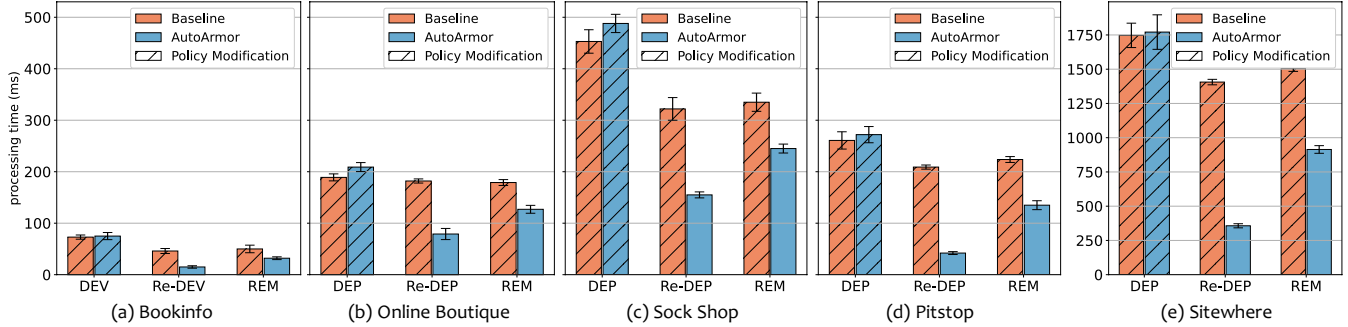 processing time (ms)
500
400
300
200
100
0
Baseline
AutoArmor
Policy Modification
DEV
Re-DEV
REM
(a) Bookinfo
Baseline
AutoArmor
Policy Modification
DEP
Re-DEP
REM
(b) Online Boutique
Baseline
AutoArmor
Policy Modification
DEP
Re-DEP
REM
(c) Sock Shop
Baseline
AutoArmor
Policy Modification
DEP
Re-DEP
REM
(d) Pitstop
1750
1500
1250
1000
750
500
250
0
Baseline
AutoArmor
Policy Modification
DEP
Re-DEP
REM
(e) Sitewhere